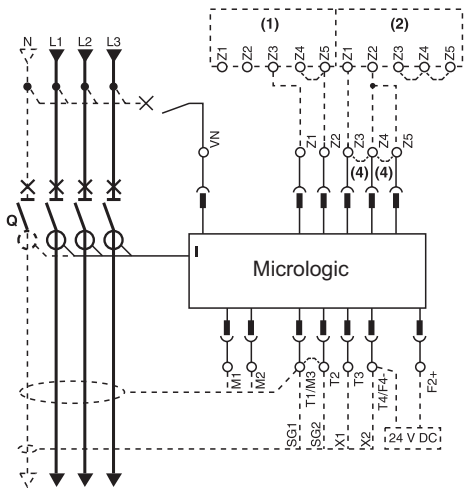 (1) (2)
N L1 L2 L3
Z1 Z2 Z3 Z4 Z5 Z1 Z2 Z3 Z4 Z5
VN Z1 Z2 Z3 Z4 Z5
(4) (4)
Q
I
Micrologic
M1 M2 T1/M3 T2 T3 T4/F4- F2+
SG1 SG2 X1 X2
24 V DC